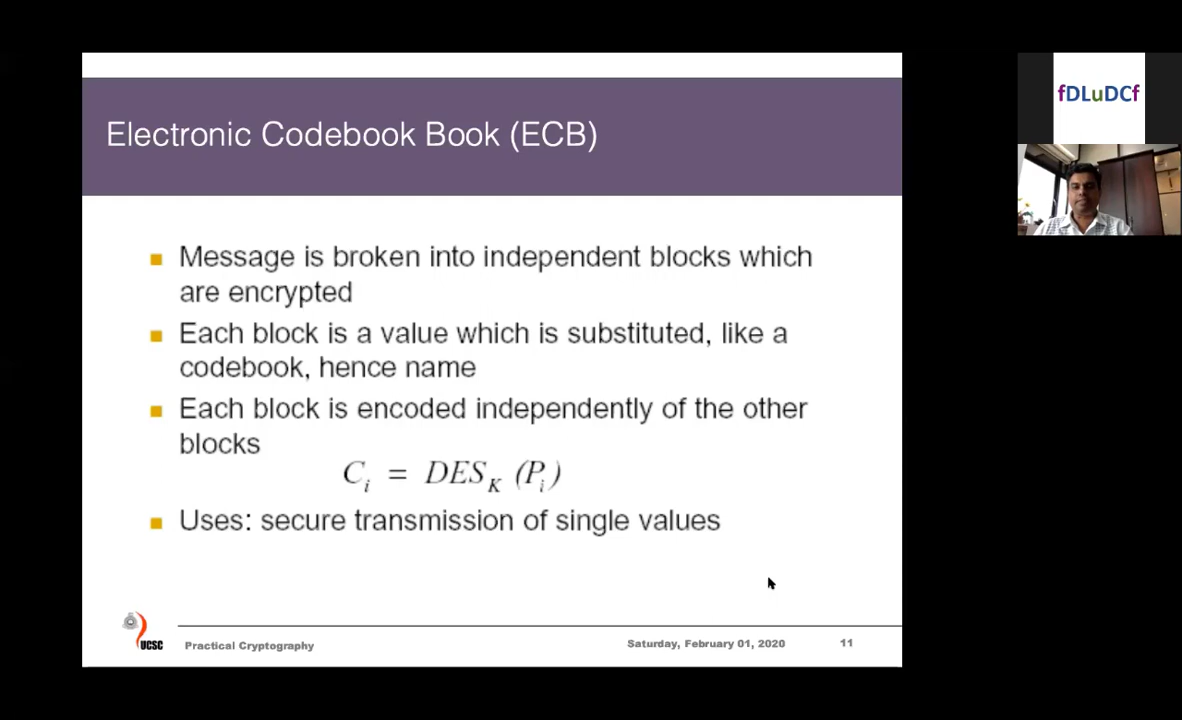 Electronic Codebook Book (ECB)
Message is broken into independent blocks which
are encrypted
Each block is a value which is substituted, like a
codebook, hence name
Each block is encoded independently of the other
blocks
C_i = DES_K (P_i)
Uses: secure transmission of single values
UCSC
Practical Cryptography
Saturday, February 01, 2020
11
fDLuDCf